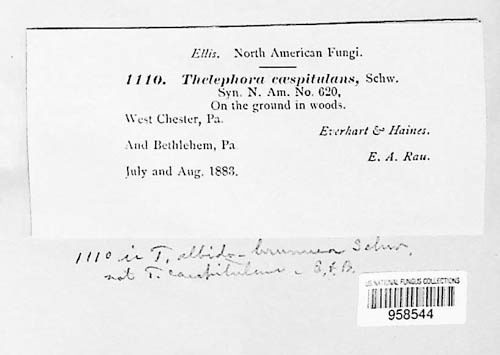 Ellis. North American Fungi.
1110. Thelephora cæspitulans, Schw.
Syn. N. Am. No. 620,
On the ground in woods.
West Chester, Pa.
Everhart & Haines.
And Bethlehem, Pa
E. A. Rau.
July and Aug. 1883.
1110 is T. albido-brunnea Schw.
not T. caespitulans - E. & B.
US NATIONAL FUNGUS COLLECTIONS
958544